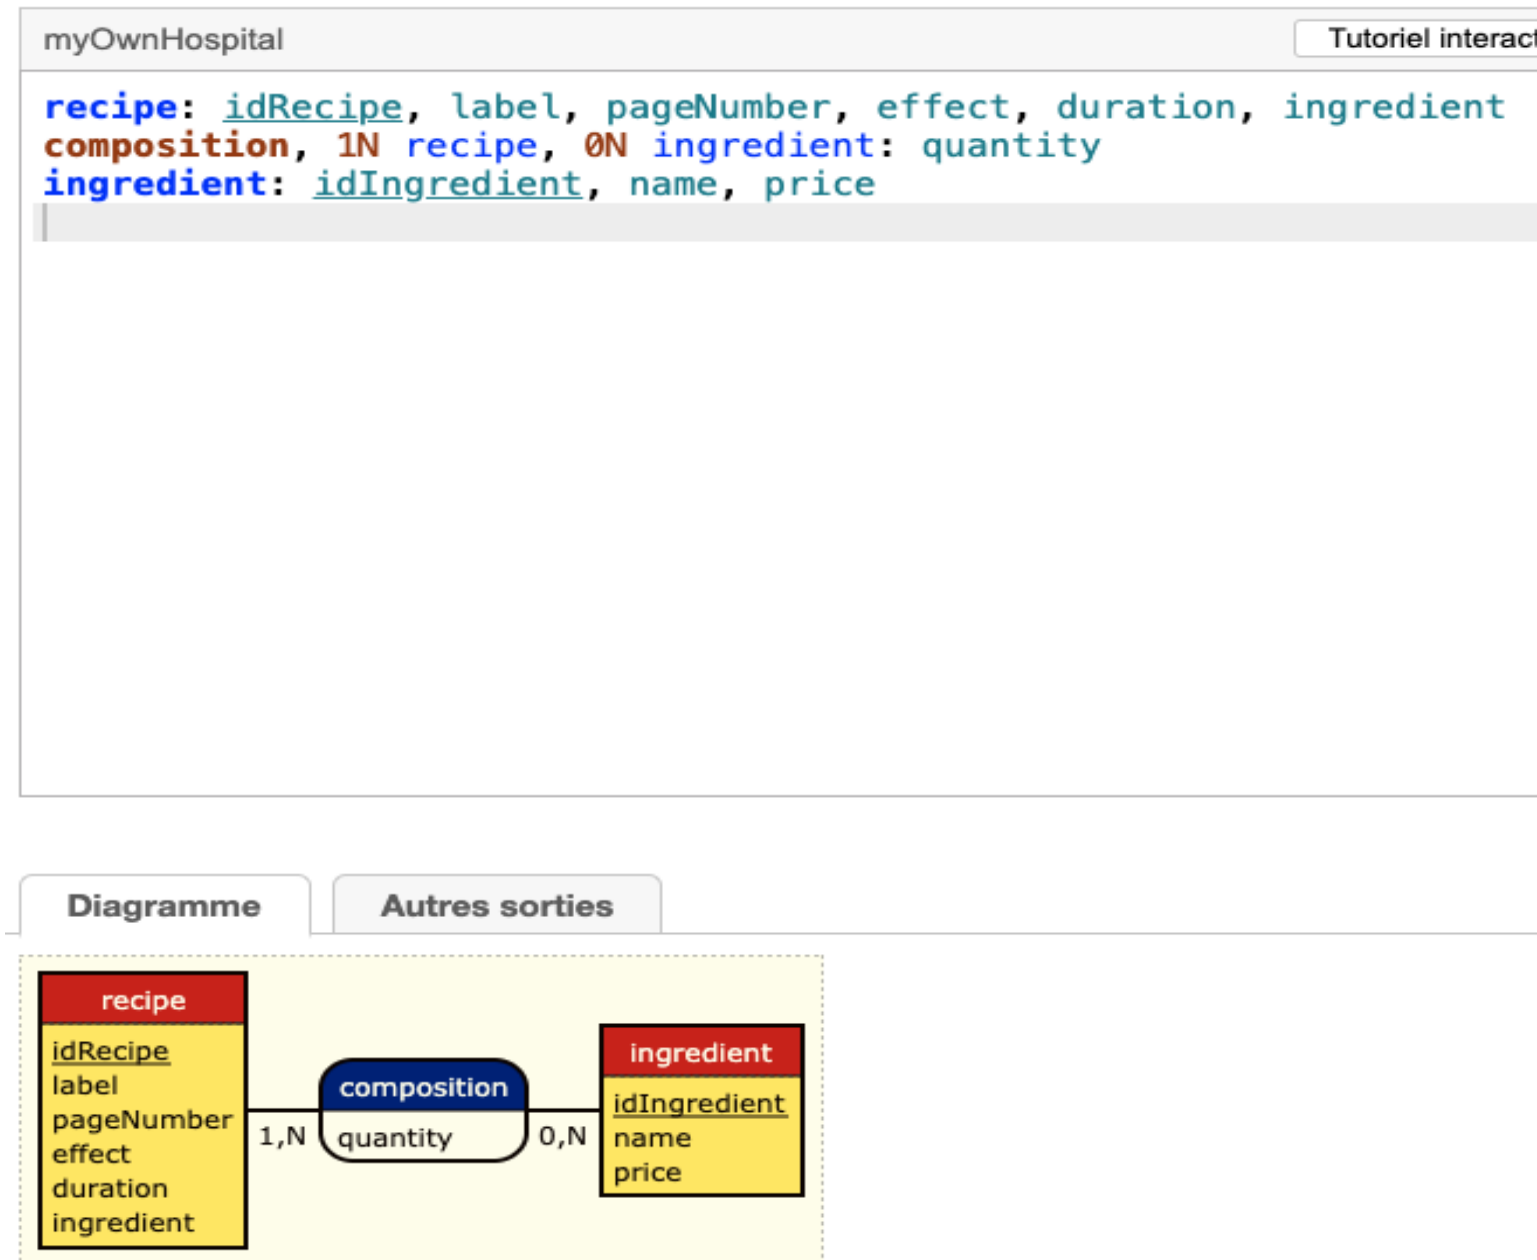 myOwnHospital
Tutoriel interact
recipe: idRecipe, label, pageNumber, effect, duration, ingredient
composition, 1N recipe, 0N ingredient: quantity
ingredient: idIngredient, name, price
Diagramme
Autres sorties
recipe
idRecipe
label
pageNumber
effect
duration
ingredient
1,N
composition
quantity
0,N
ingredient
idIngredient
name
price